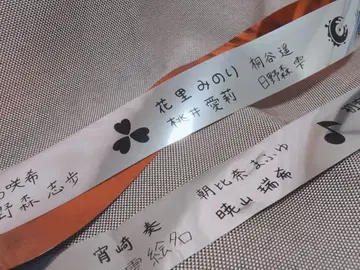 花里みのり 桐谷遥
桃井愛莉 日野森雫
咲希
野森 志歩
宵崎 奏 朝比奈まふゆ
雲絵名 暁山 瑞希